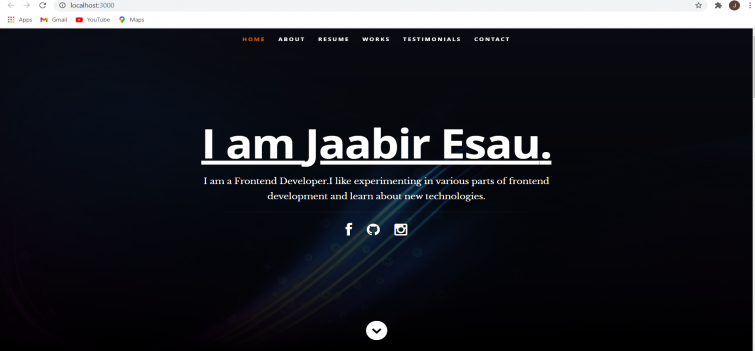 localhost:3000
J
Apps
Gmail
YouTube
Maps
HOME ABOUT RESUME WORKS TESTIMONIALS CONTACT
I am Jaabir Esau.
I am a Frontend Developer.I like experimenting in various parts of frontend
development and learn about new technologies.